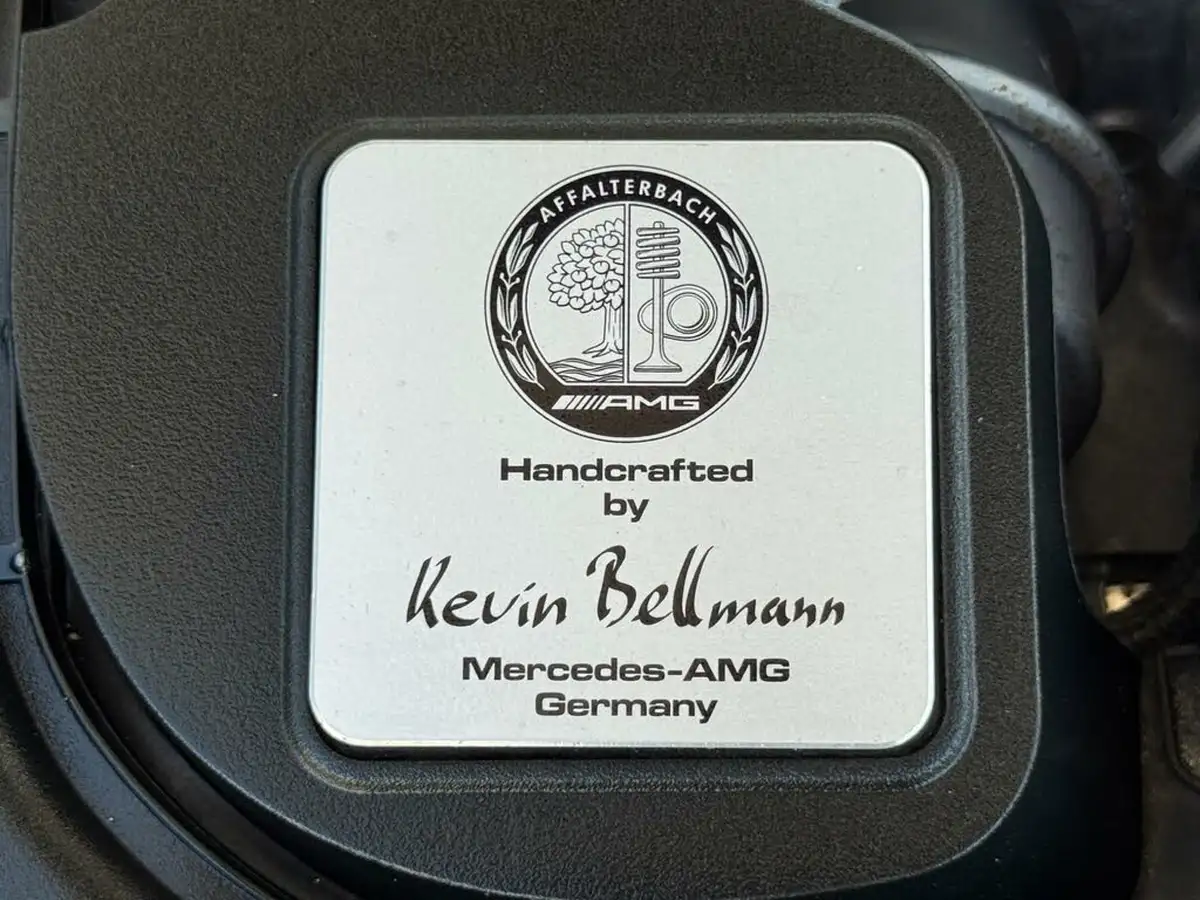 AFFALTERBACH
AMG
Handcrafted
by
Kevin Bellmann
Mercedes-AMG
Germany